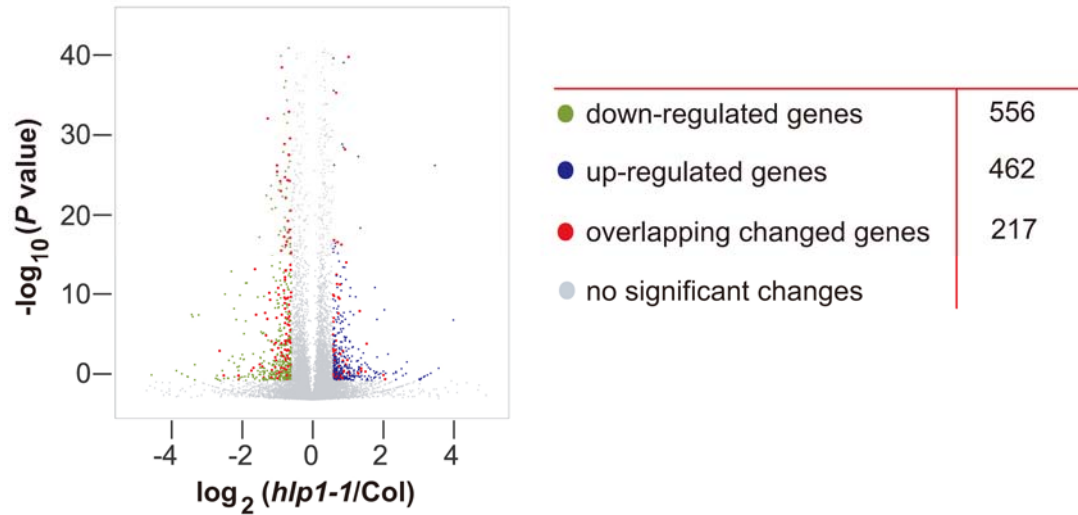 40
30
20
10
0
-log10(P value)
-4 -2 0 2 4
log2 (hlp1-1/Col)
down-regulated genes 556
up-regulated genes 462
overlapping changed genes 217
no significant changes